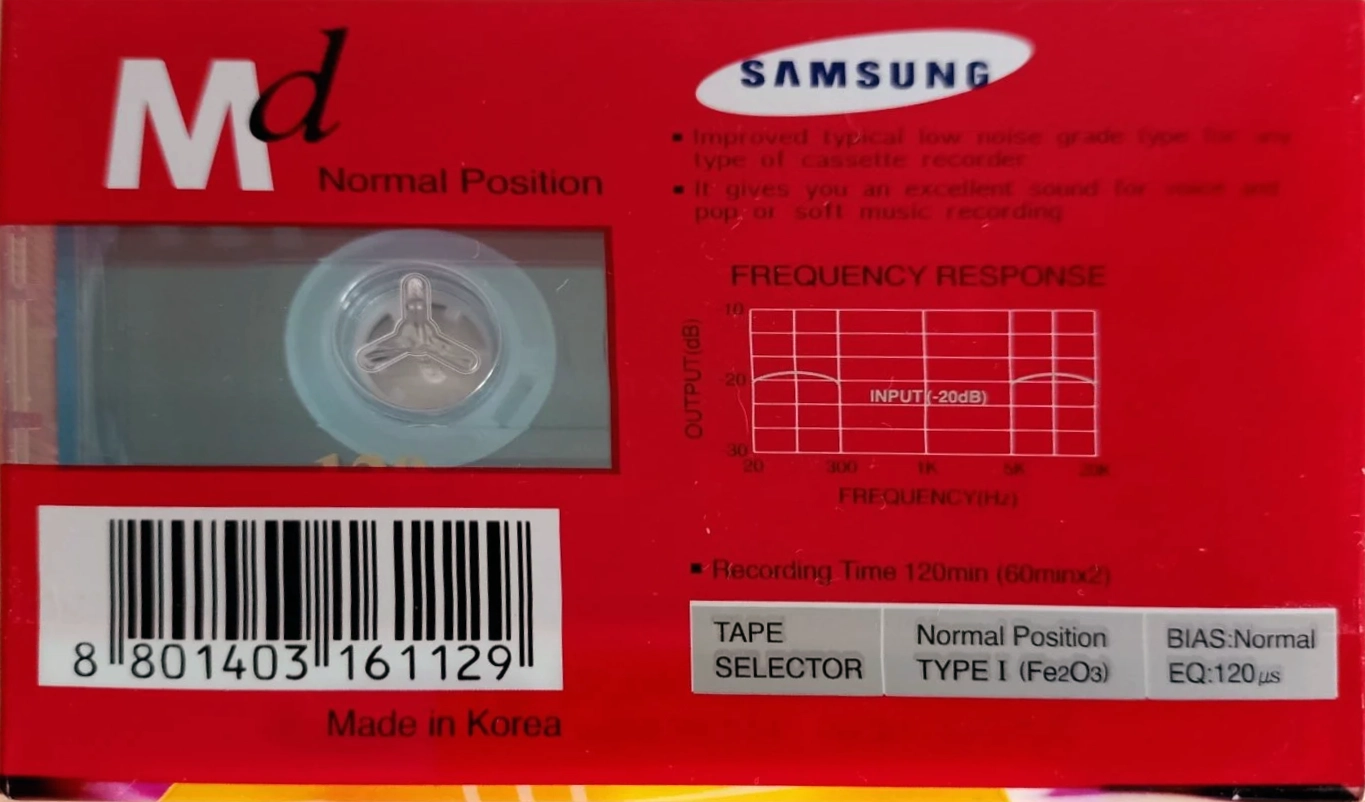 Md
Normal Position
SAMSUNG
▪ Improved typical low noise grade type for any
type of cassette recorder
▪ It gives you an excellent sound for voice and
pop or soft music recording
FREQUENCY RESPONSE
OUTPUT(dB)
10
20
30
INPUT(-20dB)
20 300 1K 5K 20K
FREQUENCY(Hz)
▪ Recording Time 120min (60minx2)
TAPE
SELECTOR
Normal Position
TYPE I (Fe2O3)
BIAS:Normal
EQ:120µs
8 801403 161129
Made in Korea